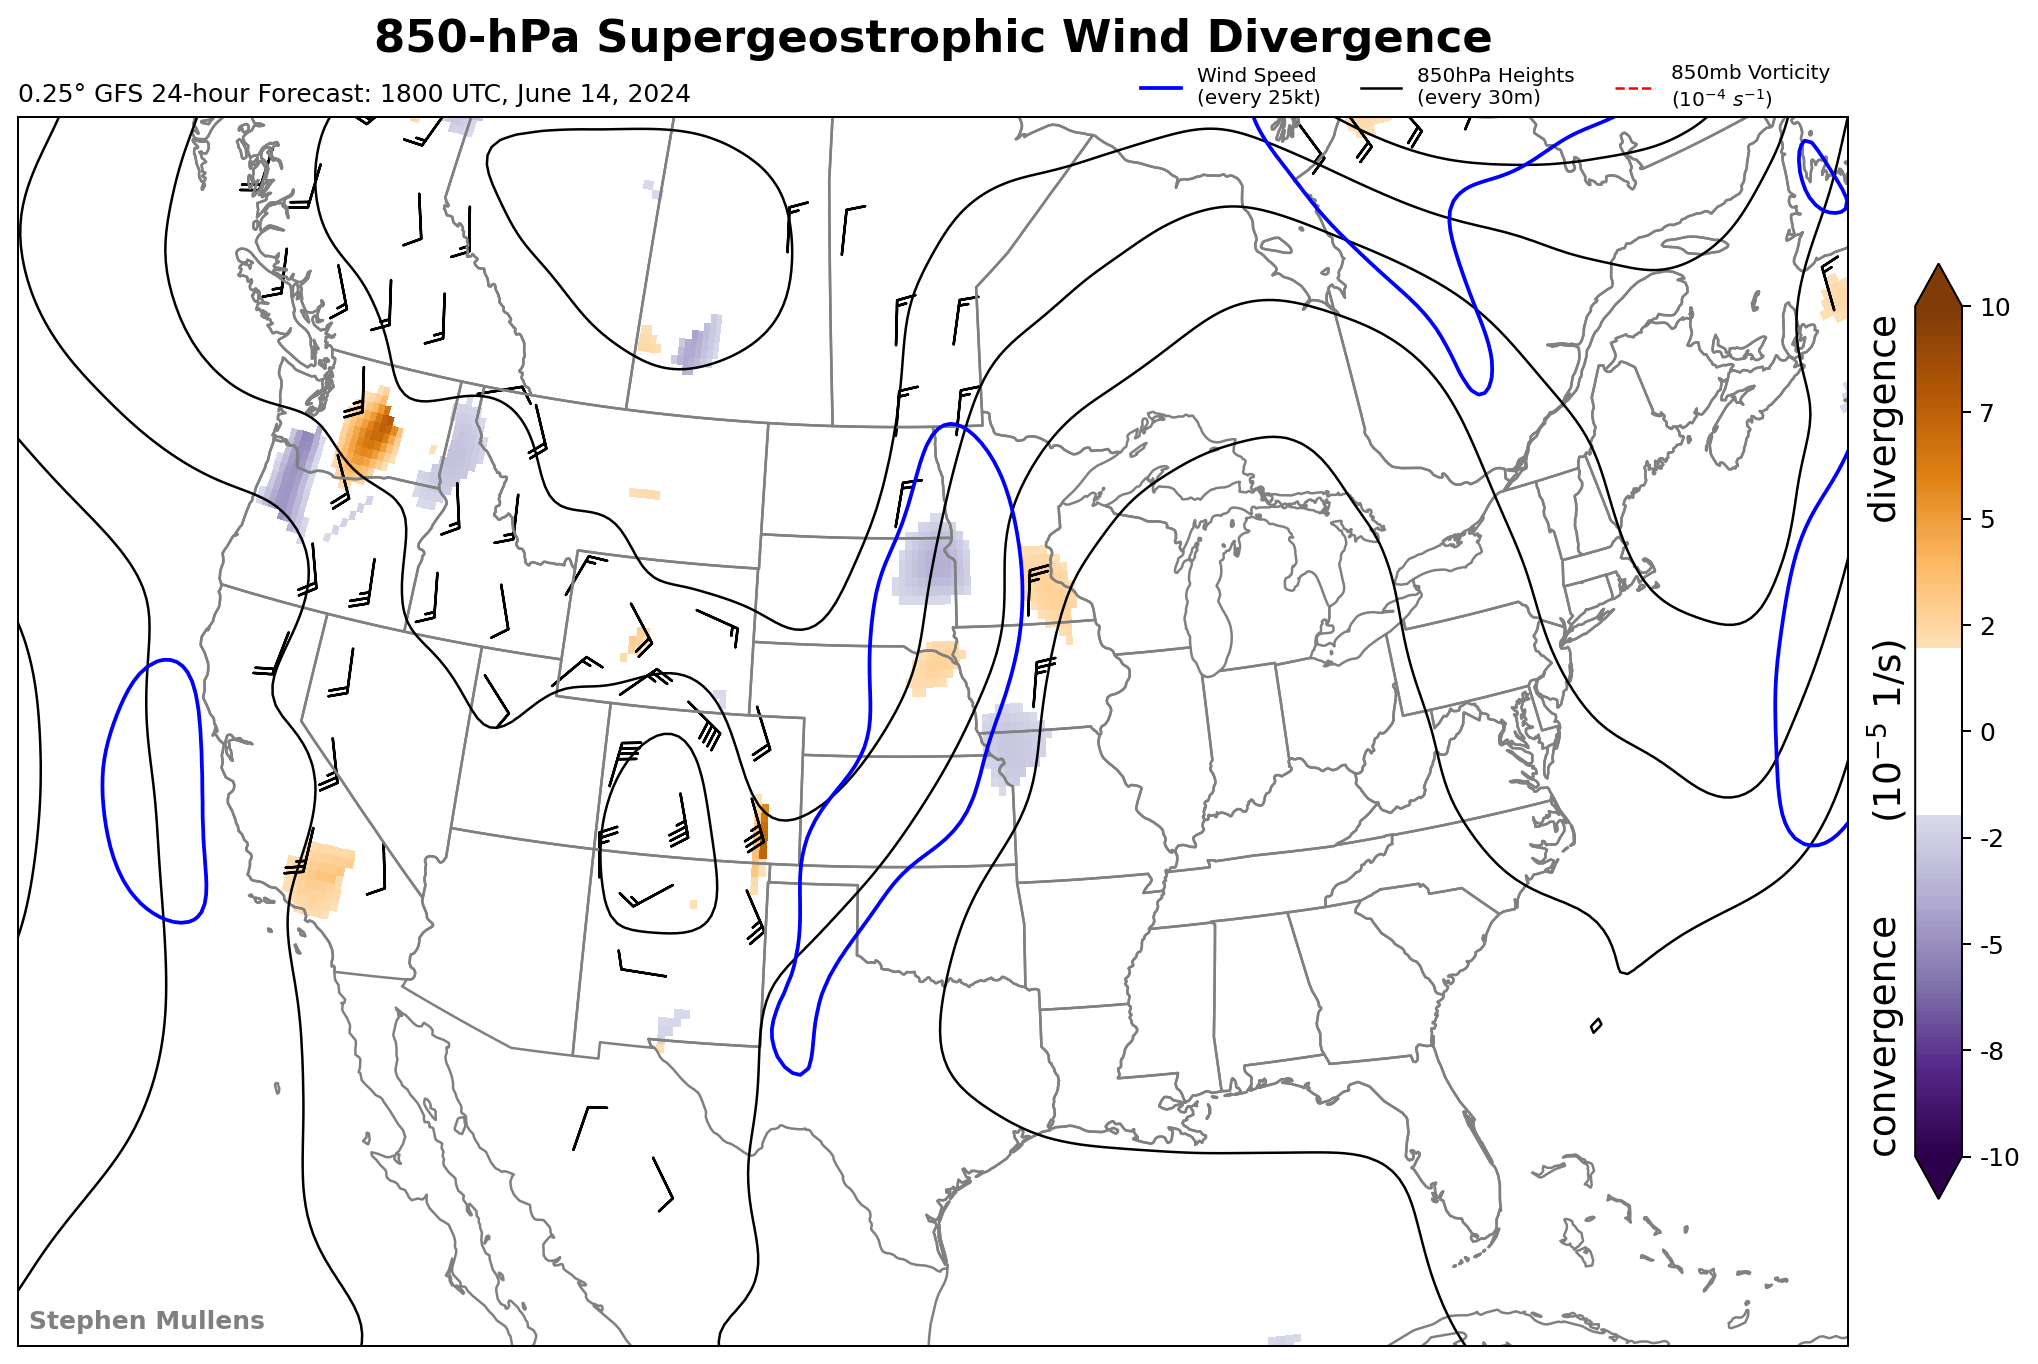 850-hPa Supergeostrophic Wind Divergence
0.25° GFS 24-hour Forecast: 1800 UTC, June 14, 2024
Wind Speed
(every 25kt)
850hPa Heights
(every 30m)
850mb Vorticity
(10⁻⁴ s⁻¹)
10
7
5
2
0
-2
-5
-8
-10
convergence (10⁻⁵ 1/s) divergence
Stephen Mullens